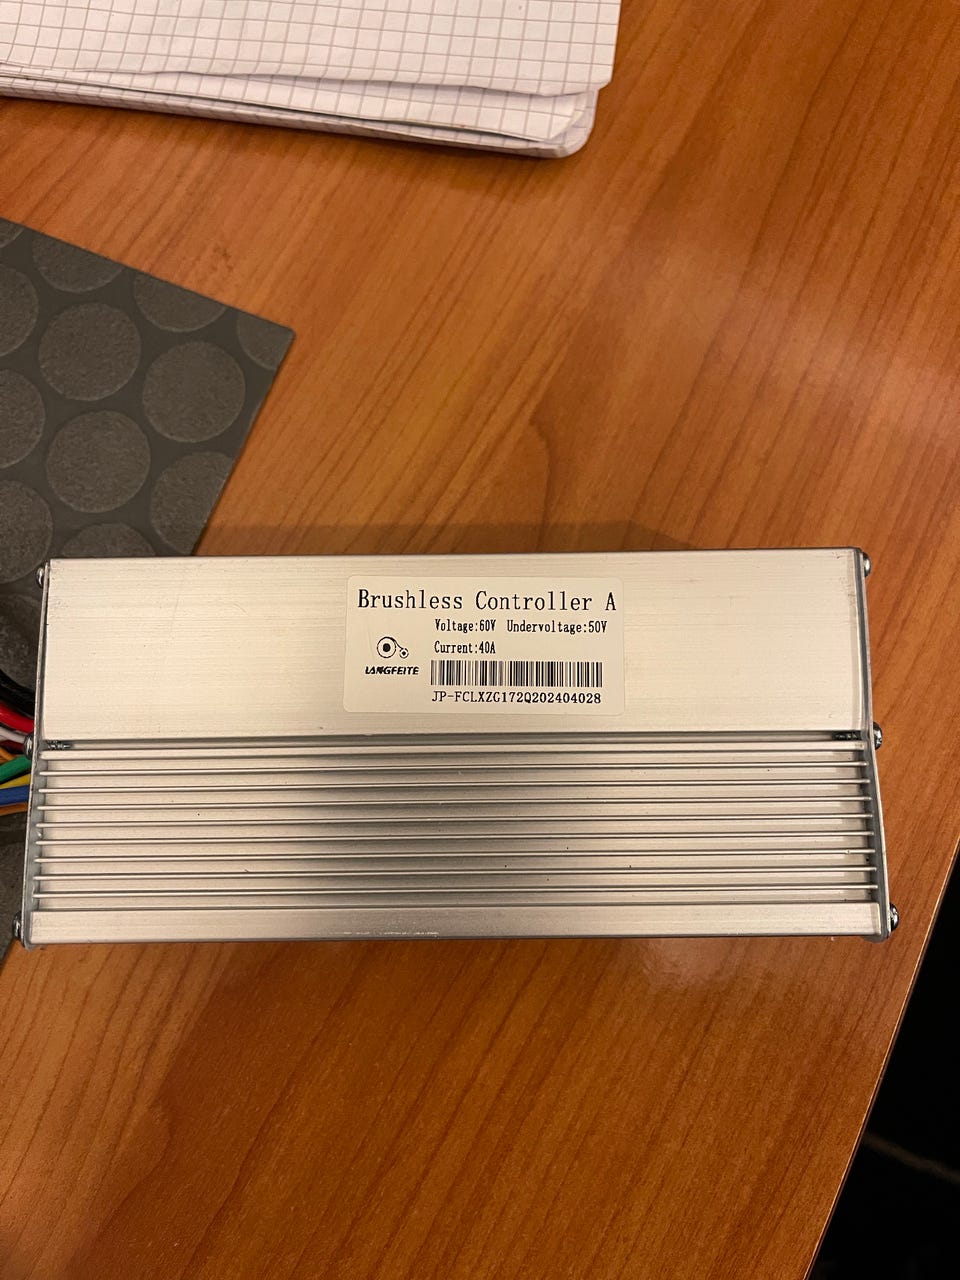 Brushless Controller A
Voltage:60V Undervoltage:50V
Current:40A
LANGFEITE
JP-FCLXZG172Q202404028